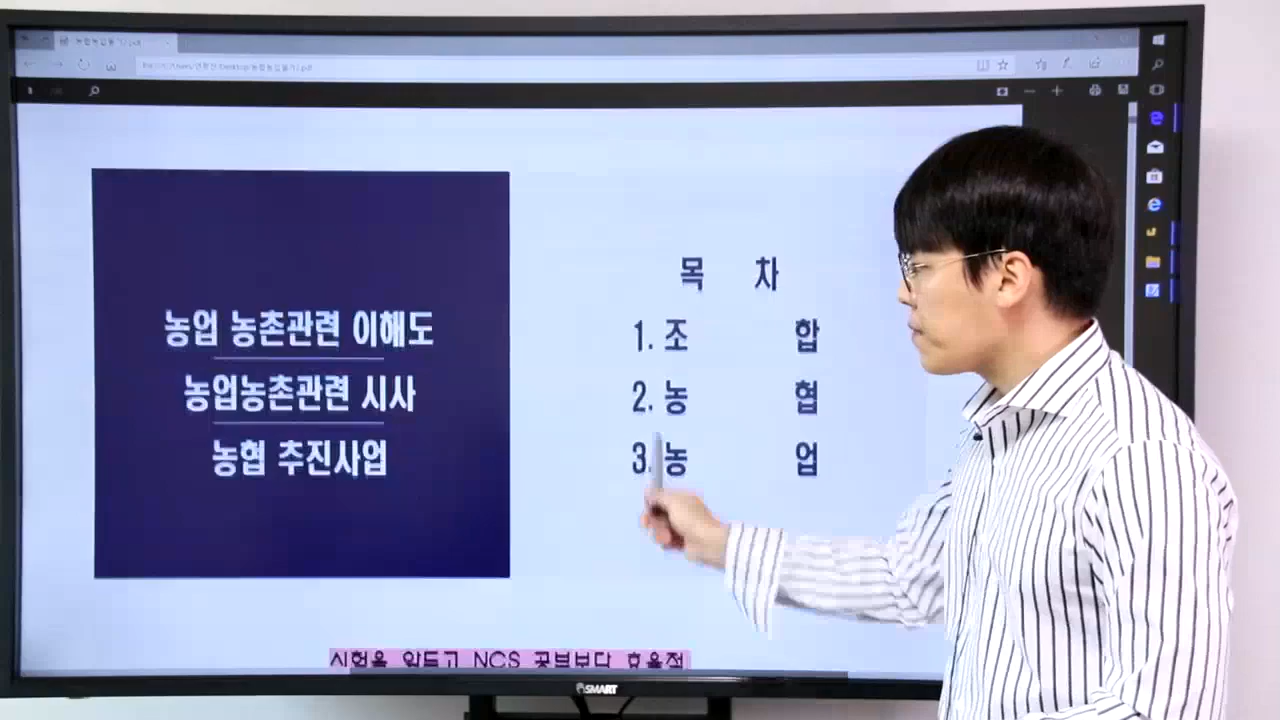 농업 농촌관련 이해도
농업농촌관련 시사
농협 추진사업
목 차
1. 조 합
2. 농 협
3. 농 업
시험을 앞두고 NCS 공부보다 효율적
SMART